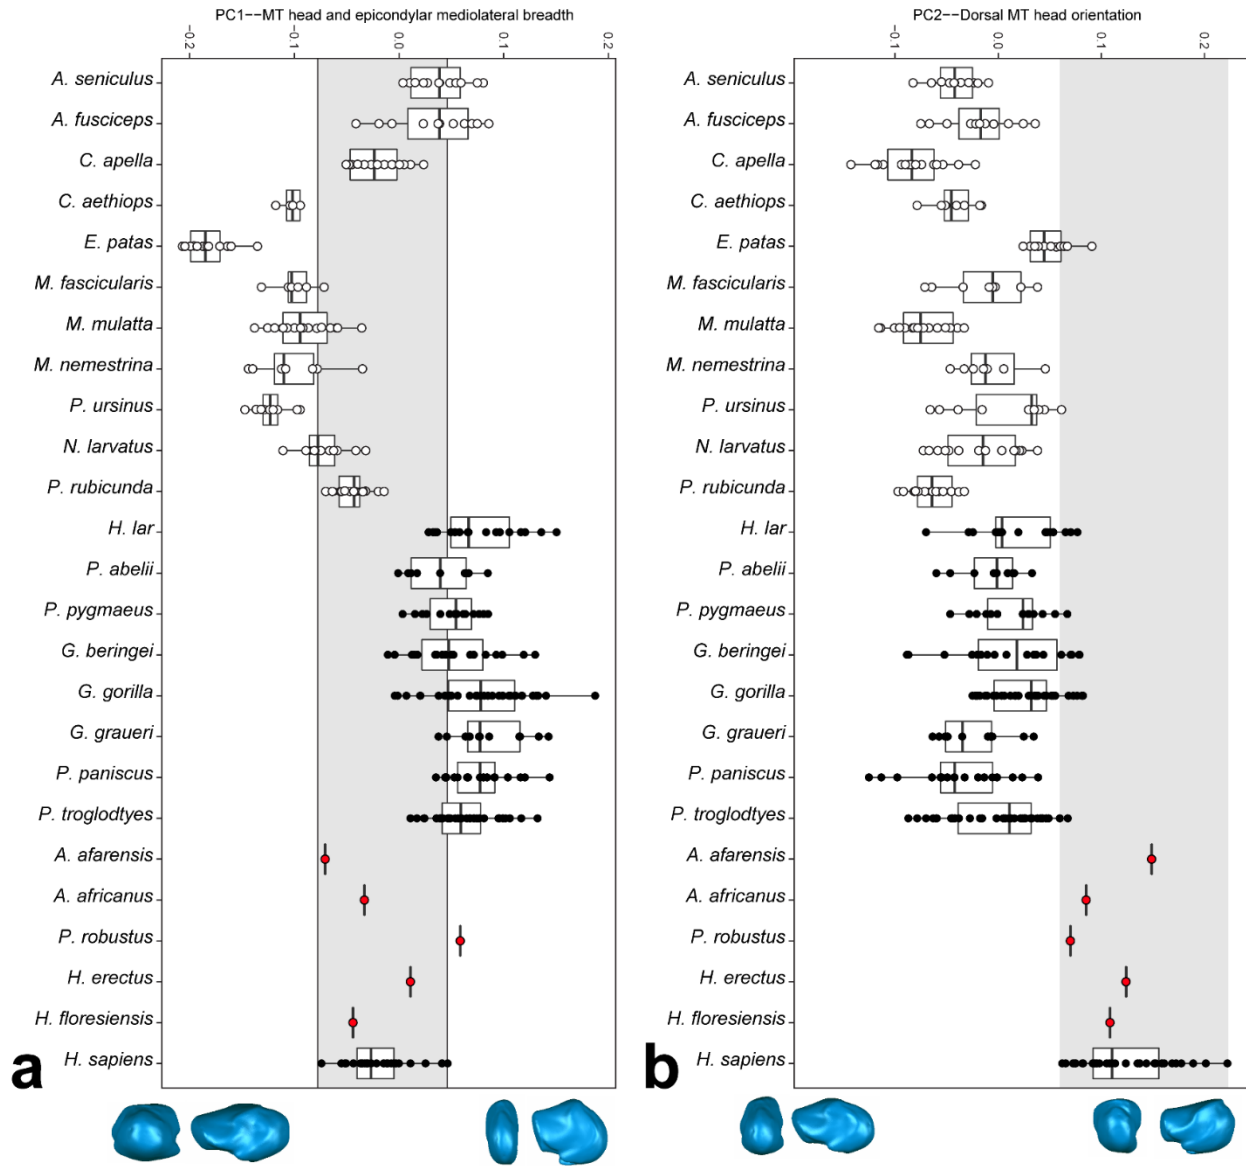 PC1--MT head and epicondylar mediolateral breadth
-0.2 -0.1 0.0 0.1 0.2
A. seniculus
A. fusciceps
C. apella
C. aethiops
E. patas
M. fascicularis
M. mulatta
M. nemestrina
P. ursinus
N. larvatus
P. rubicunda
H. lar
P. abelii
P. pygmaeus
G. beringei
G. gorilla
G. graueri
P. paniscus
P. troglodtyes
A. afarensis
A. africanus
P. robustus
H. erectus
H. floresiensis
H. sapiens
a
PC2--Dorsal MT head orientation
-0.1 0.0 0.1 0.2
A. seniculus
A. fusciceps
C. apella
C. aethiops
E. patas
M. fascicularis
M. mulatta
M. nemestrina
P. ursinus
N. larvatus
P. rubicunda
H. lar
P. abelii
P. pygmaeus
G. beringei
G. gorilla
G. graueri
P. paniscus
P. troglodtyes
A. afarensis
A. africanus
P. robustus
H. erectus
H. floresiensis
H. sapiens
b